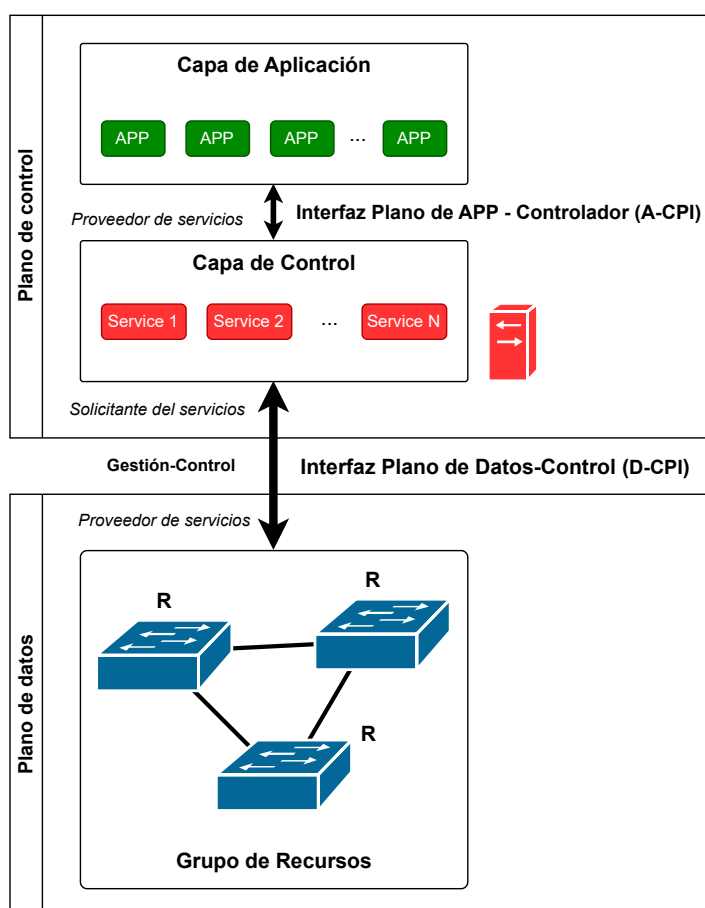 Plano de control
Capa de Aplicación
APP APP APP ... APP
Proveedor de servicios
Interfaz Plano de APP - Controlador (A-CPI)
Capa de Control
Service 1 Service 2 ... Service N
Solicitante del servicios
Gestión-Control
Interfaz Plano de Datos-Control (D-CPI)
Plano de datos
Proveedor de servicios
R
R
R
Grupo de Recursos